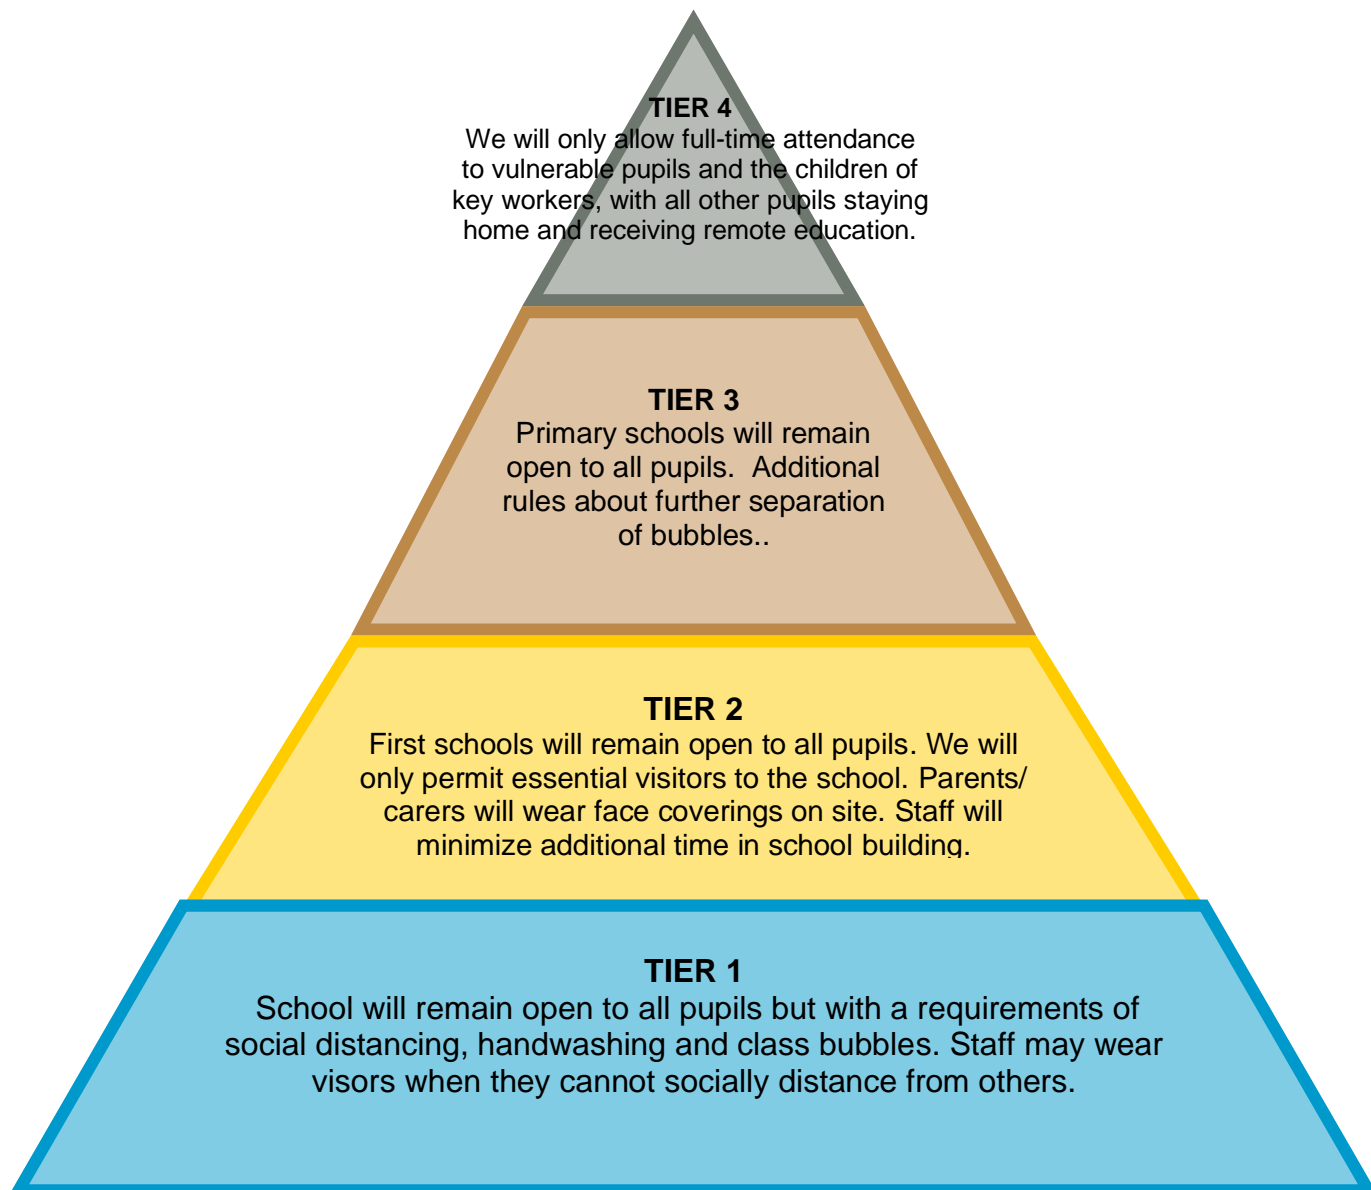 TIER 4
We will only allow full-time attendance
to vulnerable pupils and the children of
key workers, with all other pupils staying
home and receiving remote education.
TIER 3
Primary schools will remain
open to all pupils.  Additional
rules about further separation
of bubbles..
TIER 2
First schools will remain open to all pupils. We will
only permit essential visitors to the school. Parents/
carers will wear face coverings on site. Staff will
minimize additional time in school building.
TIER 1
School will remain open to all pupils but with a requirements of
social distancing, handwashing and class bubbles. Staff may wear
visors when they cannot socially distance from others.